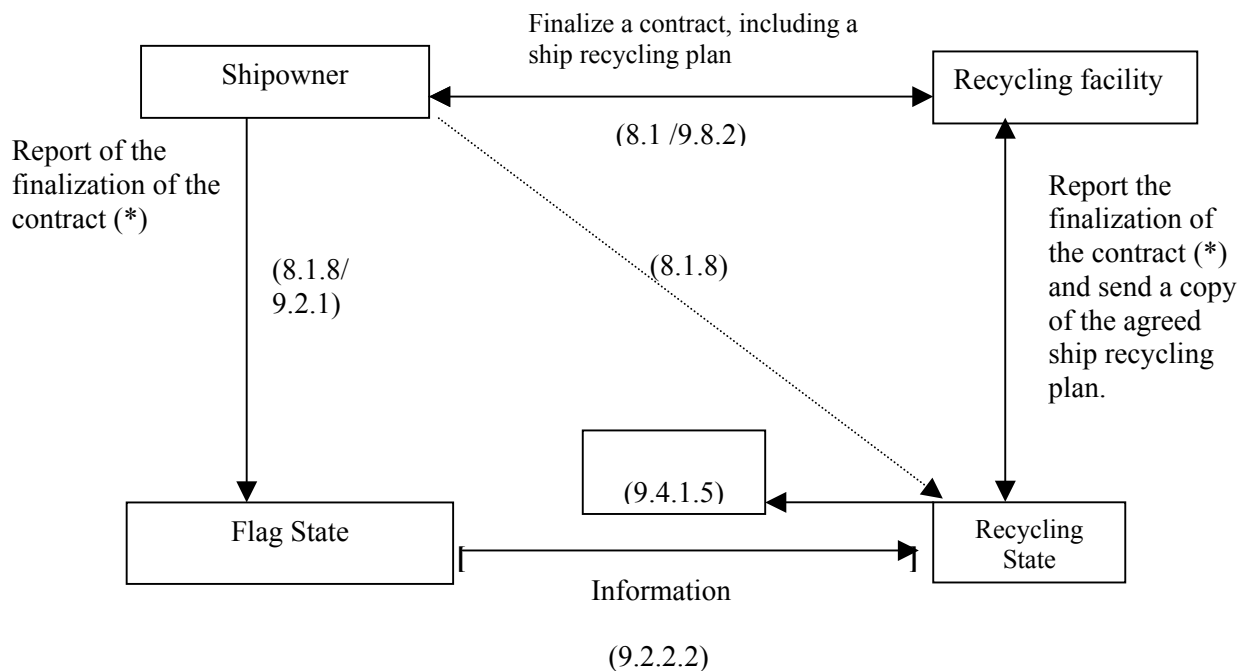 Finalize a contract, including a
ship recycling plan
Shipowner
Recycling facility
(8.1 /9.8.2)
Report of the
finalization of the
contract (*)
Report the
finalization of
the contract (*)
and send a copy
of the agreed
ship recycling
plan.
(8.1.8/
9.2.1)
(8.1.8)
(9.4.1.5)
Flag State
Recycling
State
[ ]
Information
(9.2.2.2)